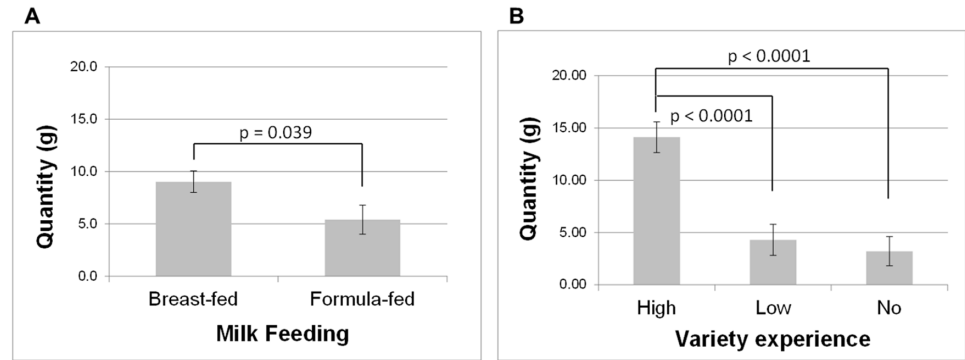 A
20.0
15.0
10.0
5.0
0.0
Quantity (g)
p = 0.039
Breast-fed
Formula-fed
Milk Feeding
B
20.00
15.00
10.00
5.00
0.00
Quantity (g)
p < 0.0001
p < 0.0001
High
Low
No
Variety experience